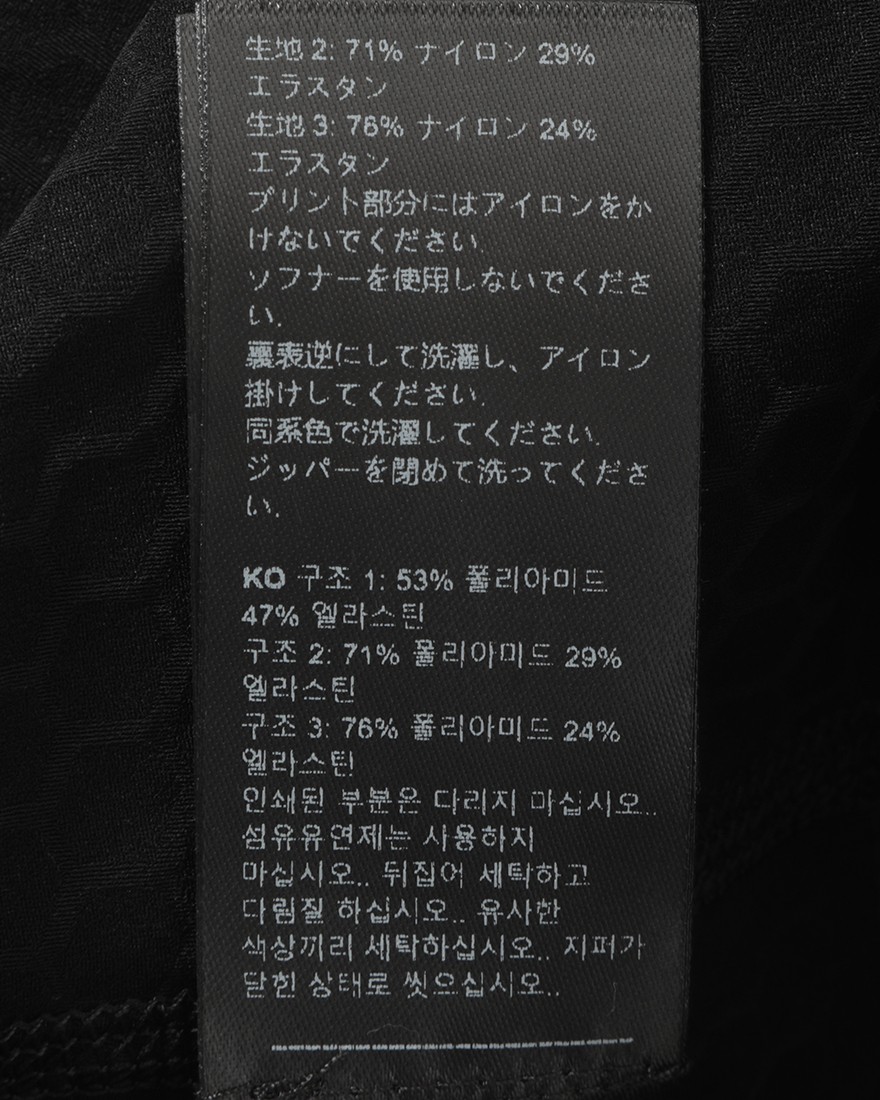 生地 2: 71% ナイロン 29%
エラスタン
生地 3: 76% ナイロン 24%
エラスタン
プリント部分にはアイロンをか
けないでください.
ソフナーを使用しないでくださ
い.
裏表逆にして洗濯し、アイロン
掛けしてください.
同系色で洗濯してください.
ジッパーを閉めて洗ってくださ
い.
KO 구조 1: 53% 폴리아미드
47% 엘라스틴
구조 2: 71% 폴리아미드 29%
엘라스틴
구조 3: 76% 폴리아미드 24%
엘라스틴
인쇄된 부분은 다리지 마십시오..
섬유유연제는 사용하지
마십시오.. 뒤집어 세탁하고
다림질 하십시오.. 유사한
색상끼리 세탁하십시오.. 지퍼가
닫힌 상태로 씻으십시오..